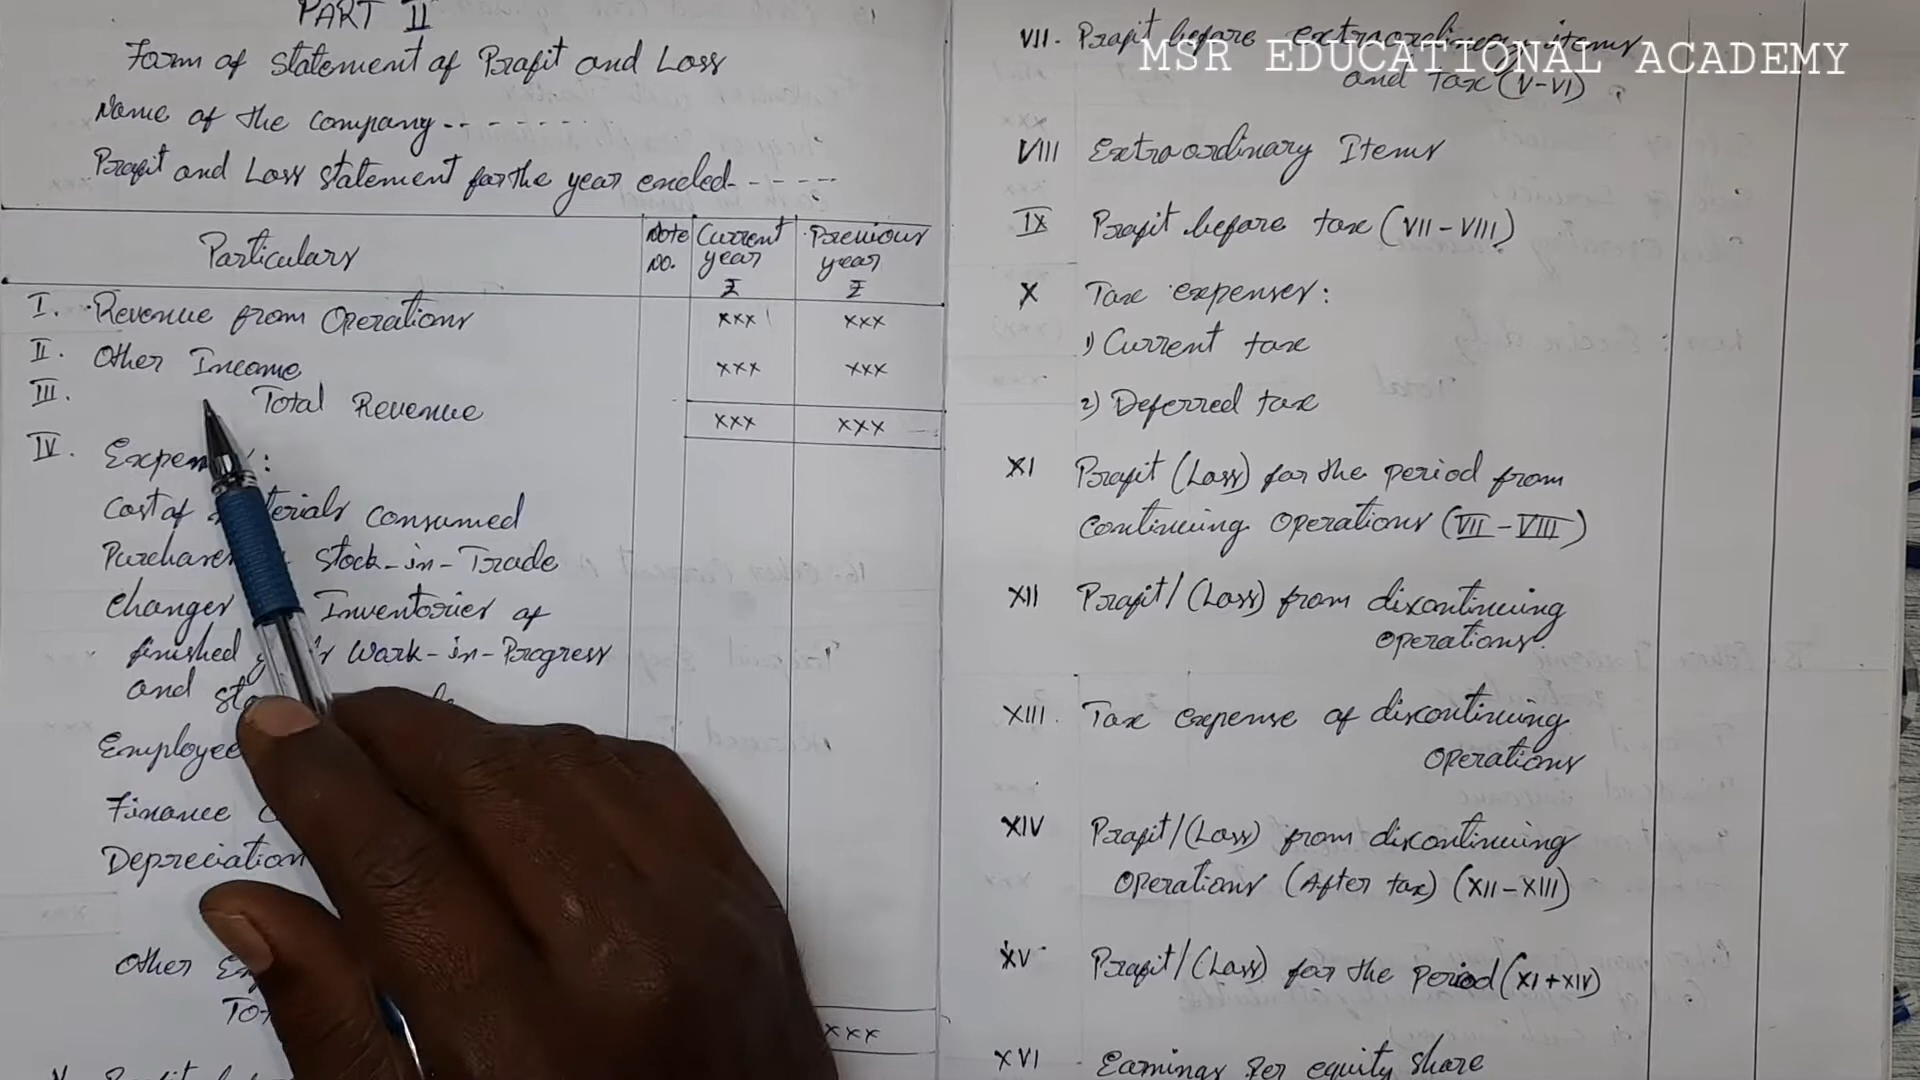 PART II
Form of Statement of Profit and Loss
Name of the company-- - - - - - -
Profit and Loss Statement for the year ended- - - - - -
Particulars
Note No.
Current year ₹
Previous year ₹
I. Revenue from Operations xxx xxx
II. Other Income xxx xxx
III. Total Revenue xxx xxx
IV. :
Cost of consumed
Stock-in-Trade
Changes Inventories of
finished Work-in-Progress
and
Employee
Finance
Depreciation
Other
xxx
VII. Profit before extraordinary items
and tax (V-VI)
VIII Extraordinary Items
IX Profit before tax (VII-VIII)
X Tax expenses:
1) Current tax
2) Deferred tax
XI Profit (Loss) for the period from
continuing operations (VII-VIII)
XII Profit/(Loss) from discontinuing
operations.
XIII. Tax expense of discontinuing
operations
XIV Profit/(Loss) from discontinuing
operations (After tax) (XII-XIII)
XV Profit/(Loss) for the period (XI+XIV)
XVI Earnings Per equity share
MSR EDUCATIONAL ACADEMY